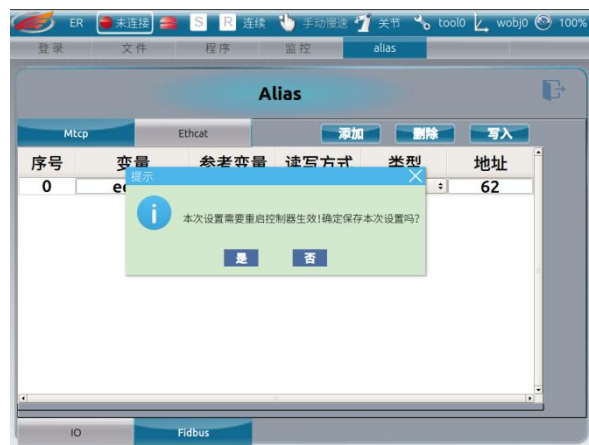 ER 未连接 S R 连续 手动慢速 关节 tool0 wobj0 100%
登录 文件 程序 监控 alias
Alias
Mtcp Ethcat 添加 删除 写入
序号 变量 参考变量 读写方式 类型 地址
0 62
提示
本次设置需要重启控制器生效!确定保存本次设置吗?
是 否
IO Fidbus